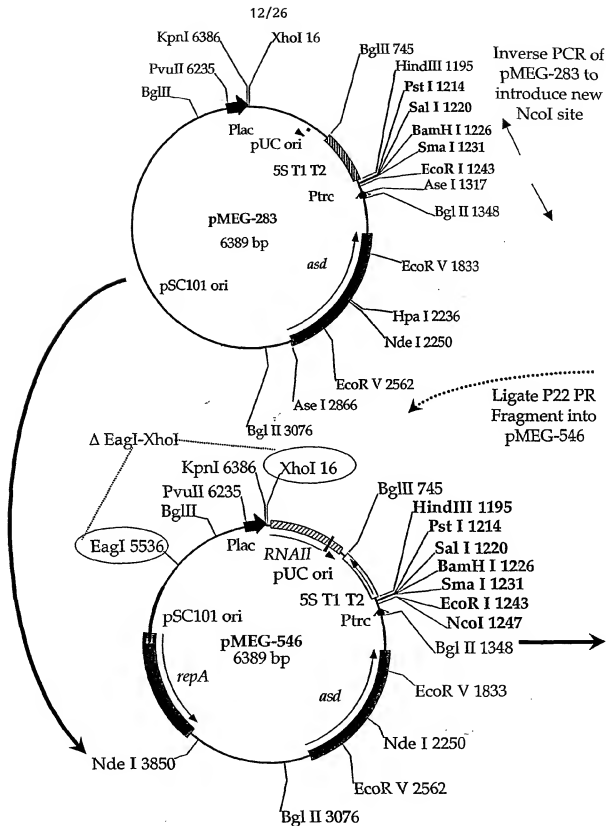 12/26
KpnI 6386
XhoI 16
PvuII 6235
BglII
Plac
pUC ori
5S T1 T2
BglII 745
HindIII 1195
Pst I 1214
Sal I 1220
BamH I 1226
Sma I 1231
EcoR I 1243
Ase I 1317
Ptrc
Bgl II 1348
Inverse PCR of
pMEG-283 to
introduce new
NcoI site
pMEG-283
6389 bp
asd
EcoR V 1833
pSC101 ori
Hpa I 2236
Nde I 2250
EcoR V 2562
Ase I 2866
Bgl II 3076
Ligate P22 PR
Fragment into
pMEG-546
Δ EagI-XhoI
KpnI 6386
XhoI 16
PvuII 6235
BglII
EagI 5536
Plac
RNAII
pUC ori
5S T1 T2
BglII 745
HindIII 1195
Pst I 1214
Sal I 1220
BamH I 1226
Sma I 1231
EcoR I 1243
NcoI 1247
Ptrc
Bgl II 1348
pSC101 ori
pMEG-546
6389 bp
repA
asd
EcoR V 1833
Nde I 2250
Nde I 3850
EcoR V 2562
Bgl II 3076